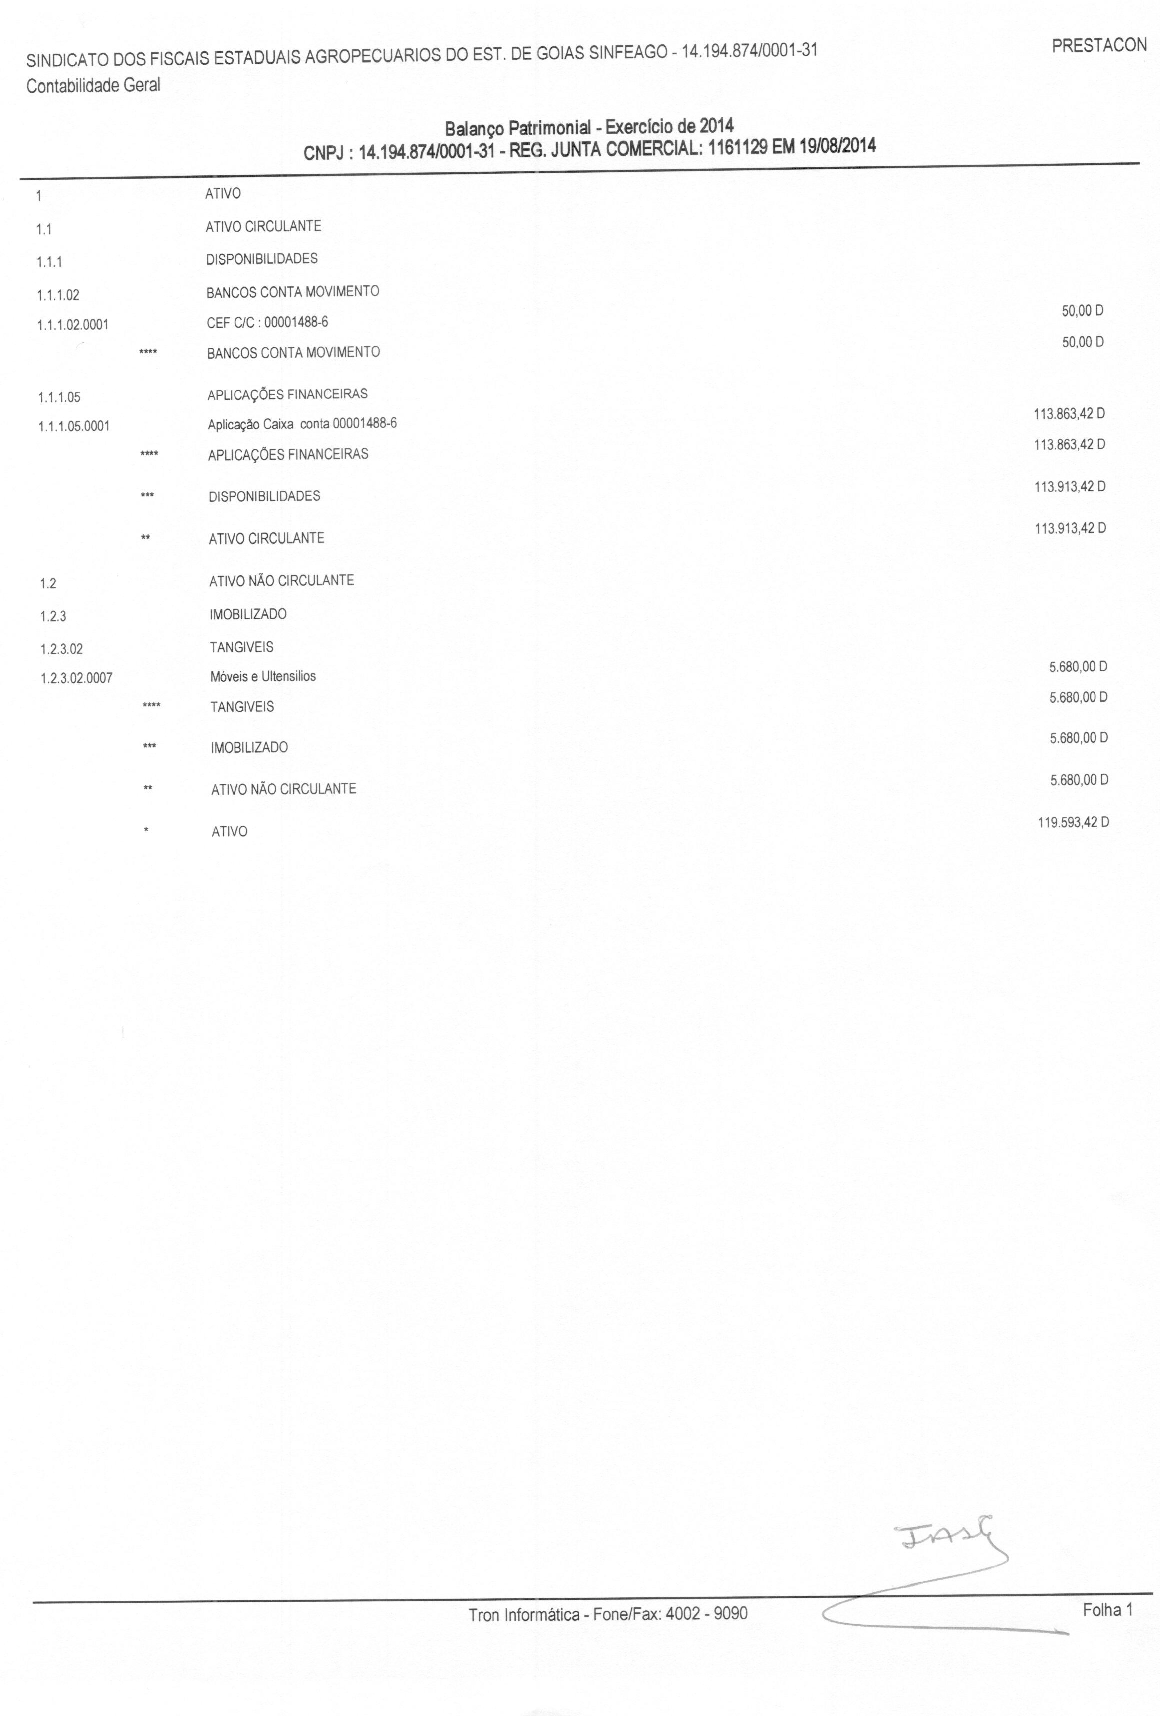 SINDICATO DOS FISCAIS ESTADUAIS AGROPECUARIOS DO EST. DE GOIAS SINFEAGO - 14.194.874/0001-31 PRESTACON
Contabilidade Geral
Balanço Patrimonial - Exercício de 2014
CNPJ : 14.194.874/0001-31 - REG. JUNTA COMERCIAL: 1161129 EM 19/08/2014
1 ATIVO
1.1 ATIVO CIRCULANTE
1.1.1 DISPONIBILIDADES
1.1.1.02 BANCOS CONTA MOVIMENTO
1.1.1.02.0001 CEF C/C : 00001488-6 50,00 D
**** BANCOS CONTA MOVIMENTO 50,00 D
1.1.1.05 APLICAÇÕES FINANCEIRAS
1.1.1.05.0001 Aplicação Caixa conta 00001488-6 113.863,42 D
**** APLICAÇÕES FINANCEIRAS 113.863,42 D
*** DISPONIBILIDADES 113.913,42 D
** ATIVO CIRCULANTE 113.913,42 D
1.2 ATIVO NÃO CIRCULANTE
1.2.3 IMOBILIZADO
1.2.3.02 TANGIVEIS
1.2.3.02.0007 Móveis e Ultensilios 5.680,00 D
**** TANGIVEIS 5.680,00 D
*** IMOBILIZADO 5.680,00 D
** ATIVO NÃO CIRCULANTE 5.680,00 D
* ATIVO 119.593,42 D
Tron Informática - Fone/Fax: 4002 - 9090 Folha 1